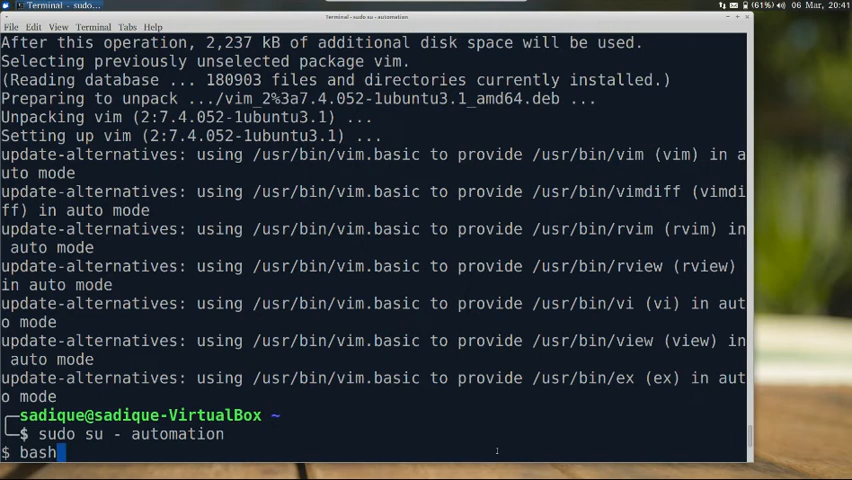 Terminal - sudo...
(61%)
06 Mar, 20:41
Terminal - sudo su - automation
File Edit View Terminal Tabs Help
After this operation, 2,237 kB of additional disk space will be used.
Selecting previously unselected package vim.
(Reading database ... 180903 files and directories currently installed.)
Preparing to unpack .../vim_2%3a7.4.052-1ubuntu3.1_amd64.deb ...
Unpacking vim (2:7.4.052-1ubuntu3.1) ...
Setting up vim (2:7.4.052-1ubuntu3.1) ...
update-alternatives: using /usr/bin/vim.basic to provide /usr/bin/vim (vim) in a
uto mode
update-alternatives: using /usr/bin/vim.basic to provide /usr/bin/vimdiff (vimdi
ff) in auto mode
update-alternatives: using /usr/bin/vim.basic to provide /usr/bin/rvim (rvim) in
 auto mode
update-alternatives: using /usr/bin/vim.basic to provide /usr/bin/rview (rview)
in auto mode
update-alternatives: using /usr/bin/vim.basic to provide /usr/bin/vi (vi) in aut
o mode
update-alternatives: using /usr/bin/vim.basic to provide /usr/bin/view (view) in
 auto mode
update-alternatives: using /usr/bin/vim.basic to provide /usr/bin/ex (ex) in aut
o mode
sadique@sadique-VirtualBox ~
$ sudo su - automation
$ bash